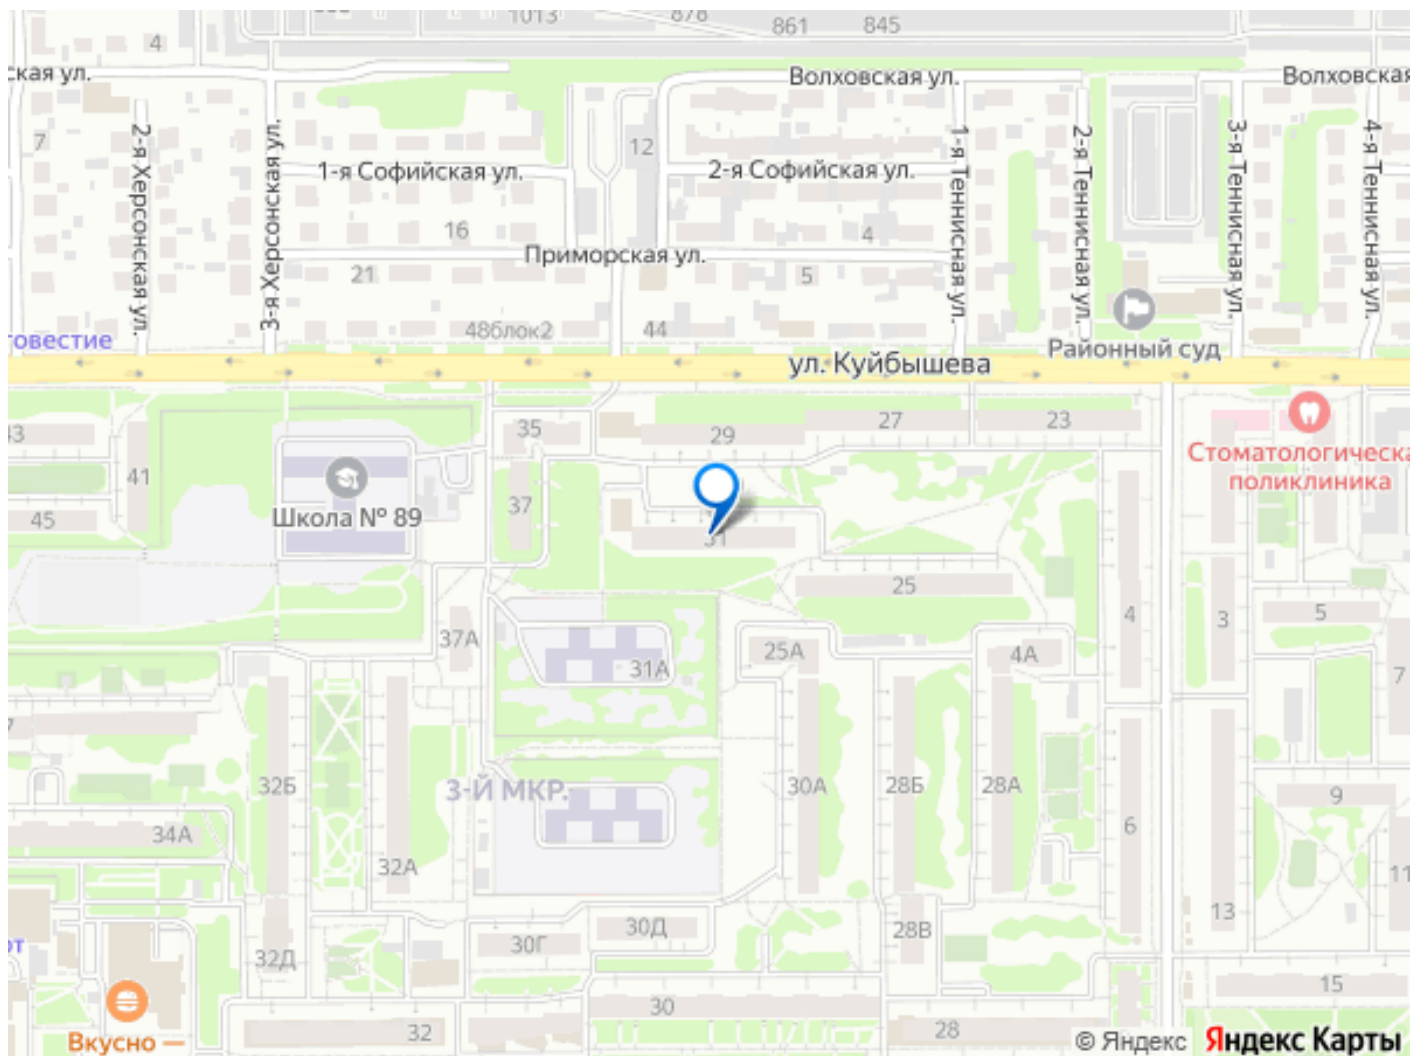 1013
878
861
845
4
ская ул.
Волховская ул.
Волховская
7
2-я Херсонская ул.
3-я Херсонская ул.
12
1-я Софийская ул.
2-я Софийская ул.
1-я Теннисная ул.
2-я Теннисная ул.
3-я Теннисная ул.
4-я Теннисная ул.
16
4
Приморская ул.
21
5
48блок2
44
говестие
Районный суд
ул. Куйбышева
43
35
29
27
23
Стоматологическа
поликлиника
41
45
Школа № 89
37
31
25
4
3
5
37А
31А
25А
4А
7
32Б
3-Й МКР.
30А
28Б
28А
9
34А
6
32А
11
13
30Г
30Д
28В
от
32Д
15
30
32
28
Вкусно —
© Яндекс Яндекс Карты